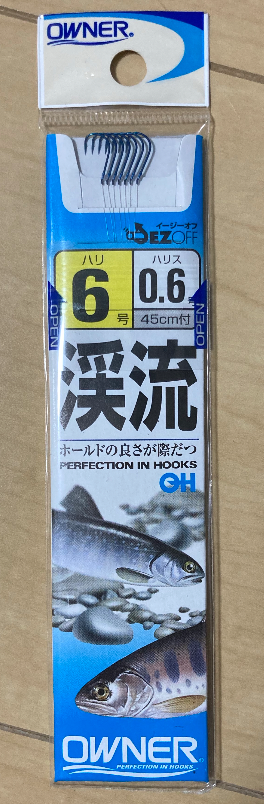 OWNER
イージーオフ
EZ OFF
ハリ
6号
ハリス
0.6
45cm付
OPEN
OPEN
渓流
ホールドの良さが際だつ
PERFECTION IN HOOKS
OH
OWNER
PERFECTION IN HOOKS